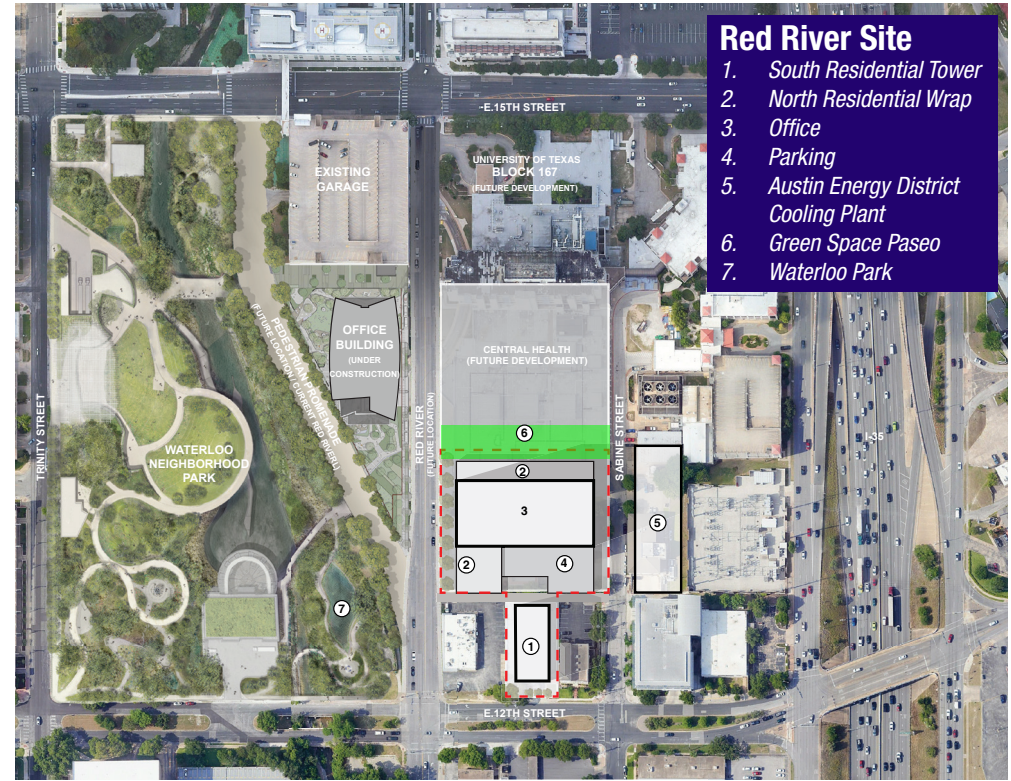 Red River Site
1. South Residential Tower
2. North Residential Wrap
3. Office
4. Parking
5. Austin Energy District
Cooling Plant
6. Green Space Paseo
7. Waterloo Park
E.15TH STREET
EXISTING
GARAGE
UNIVERSITY OF TEXAS
BLOCK 167
(FUTURE DEVELOPMENT)
PEDESTRIAN PROMENADE
(FUTURE LOCATION/CURRENT RED RIVER)
OFFICE
BUILDING
(UNDER
CONSTRUCTION)
CENTRAL HEALTH
(FUTURE DEVELOPMENT)
TRINITY STREET
RED RIVER
(FUTURE LOCATION)
SABINE STREET
I-35
WATERLOO
NEIGHBORHOOD
PARK
6
2
3
5
2
4
7
1
E.12TH STREET